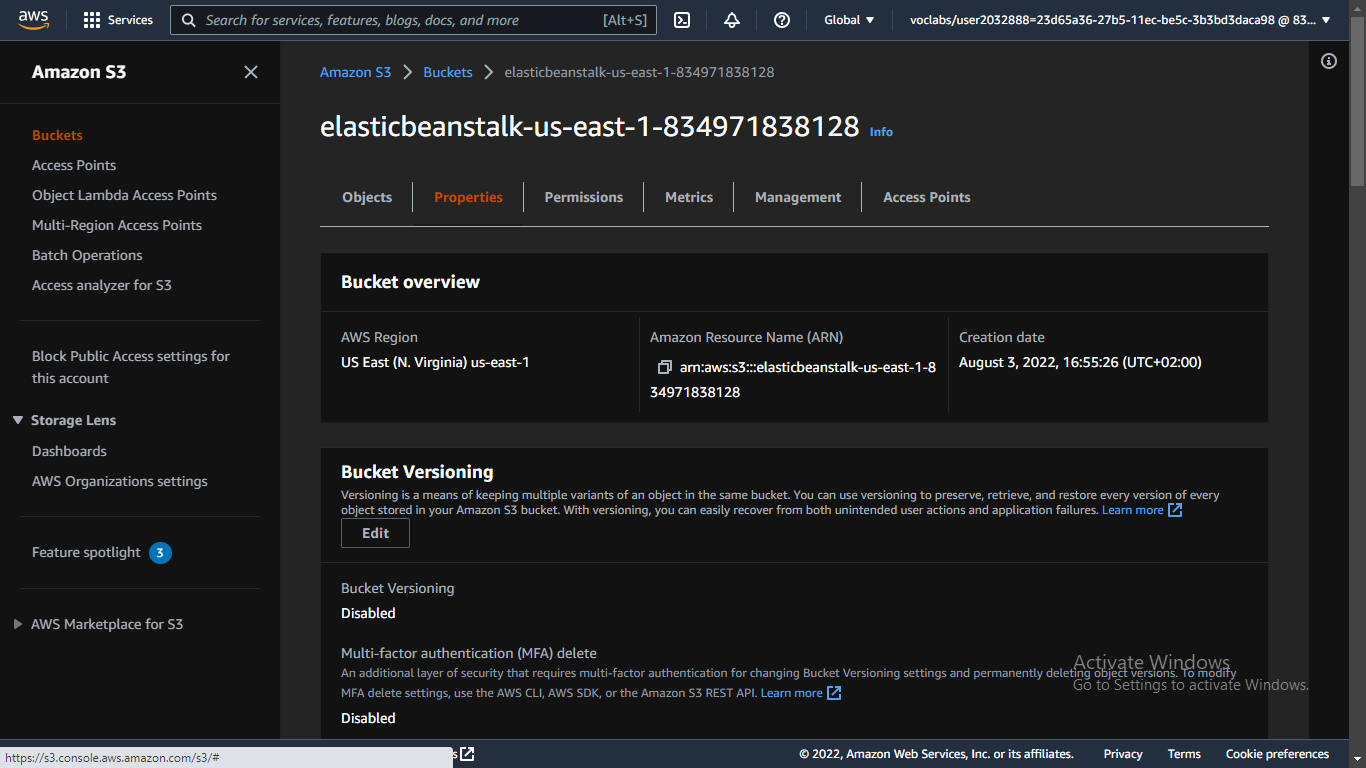 aws
Services
Search for services, features, blogs, docs, and more
[Alt+S]
Global
voclabs/user2032888=23d65a36-27b5-11ec-be5c-3b3bd3daca98 @ 83...
Amazon S3
Buckets
Access Points
Object Lambda Access Points
Multi-Region Access Points
Batch Operations
Access analyzer for S3
Block Public Access settings for
this account
Storage Lens
Dashboards
AWS Organizations settings
Feature spotlight 3
AWS Marketplace for S3
Amazon S3 > Buckets > elasticbeanstalk-us-east-1-834971838128
elasticbeanstalk-us-east-1-834971838128 Info
Objects
Properties
Permissions
Metrics
Management
Access Points
Bucket overview
AWS Region
US East (N. Virginia) us-east-1
Amazon Resource Name (ARN)
arn:aws:s3:::elasticbeanstalk-us-east-1-8
34971838128
Creation date
August 3, 2022, 16:55:26 (UTC+02:00)
Bucket Versioning
Versioning is a means of keeping multiple variants of an object in the same bucket. You can use versioning to preserve, retrieve, and restore every version of every
object stored in your Amazon S3 bucket. With versioning, you can easily recover from both unintended user actions and application failures. Learn more
Edit
Bucket Versioning
Disabled
Multi-factor authentication (MFA) delete
An additional layer of security that requires multi-factor authentication for changing Bucket Versioning settings and permanently deleting object versions. To modify
MFA delete settings, use the AWS CLI, AWS SDK, or the Amazon S3 REST API. Learn more
Disabled
Activate Windows
Go to Settings to activate Windows.
https://s3.console.aws.amazon.com/s3/#
© 2022, Amazon Web Services, Inc. or its affiliates.
Privacy
Terms
Cookie preferences